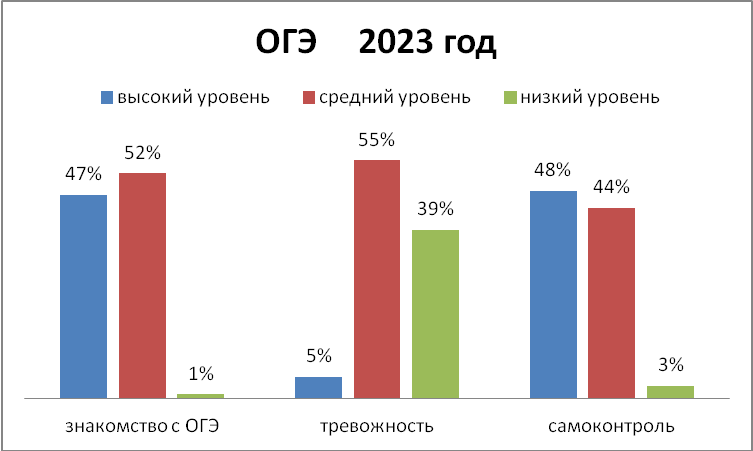 ОГЭ 2023 год
высокий уровень средний уровень низкий уровень
47% 52% 1% 5% 55% 39% 48% 44% 3%
знакомство с ОГЭ тревожность самоконтроль